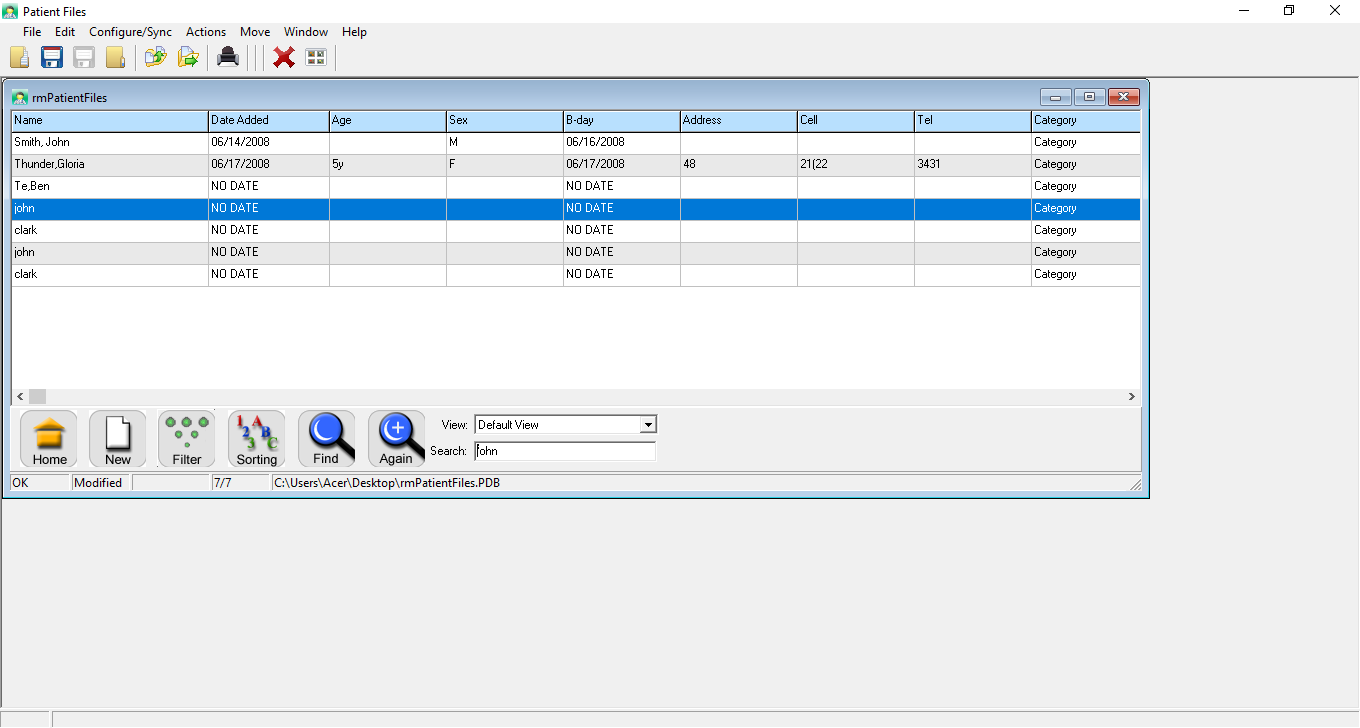 Patient Files
File Edit Configure/Sync Actions Move Window Help
rmPatientFiles
Name Date Added Age Sex B-day Address Cell Tel Category
Smith, John 06/14/2008 M 06/16/2008 Category
Thunder,Gloria 06/17/2008 5y F 06/17/2008 48 21(22 3431 Category
Te,Ben NO DATE NO DATE Category
john NO DATE NO DATE Category
clark NO DATE NO DATE Category
john NO DATE NO DATE Category
clark NO DATE NO DATE Category
Home New Filter Sorting Find Again
View: Default View
Search: john
OK Modified 7/7 C:\Users\Acer\Desktop\rmPatientFiles.PDB